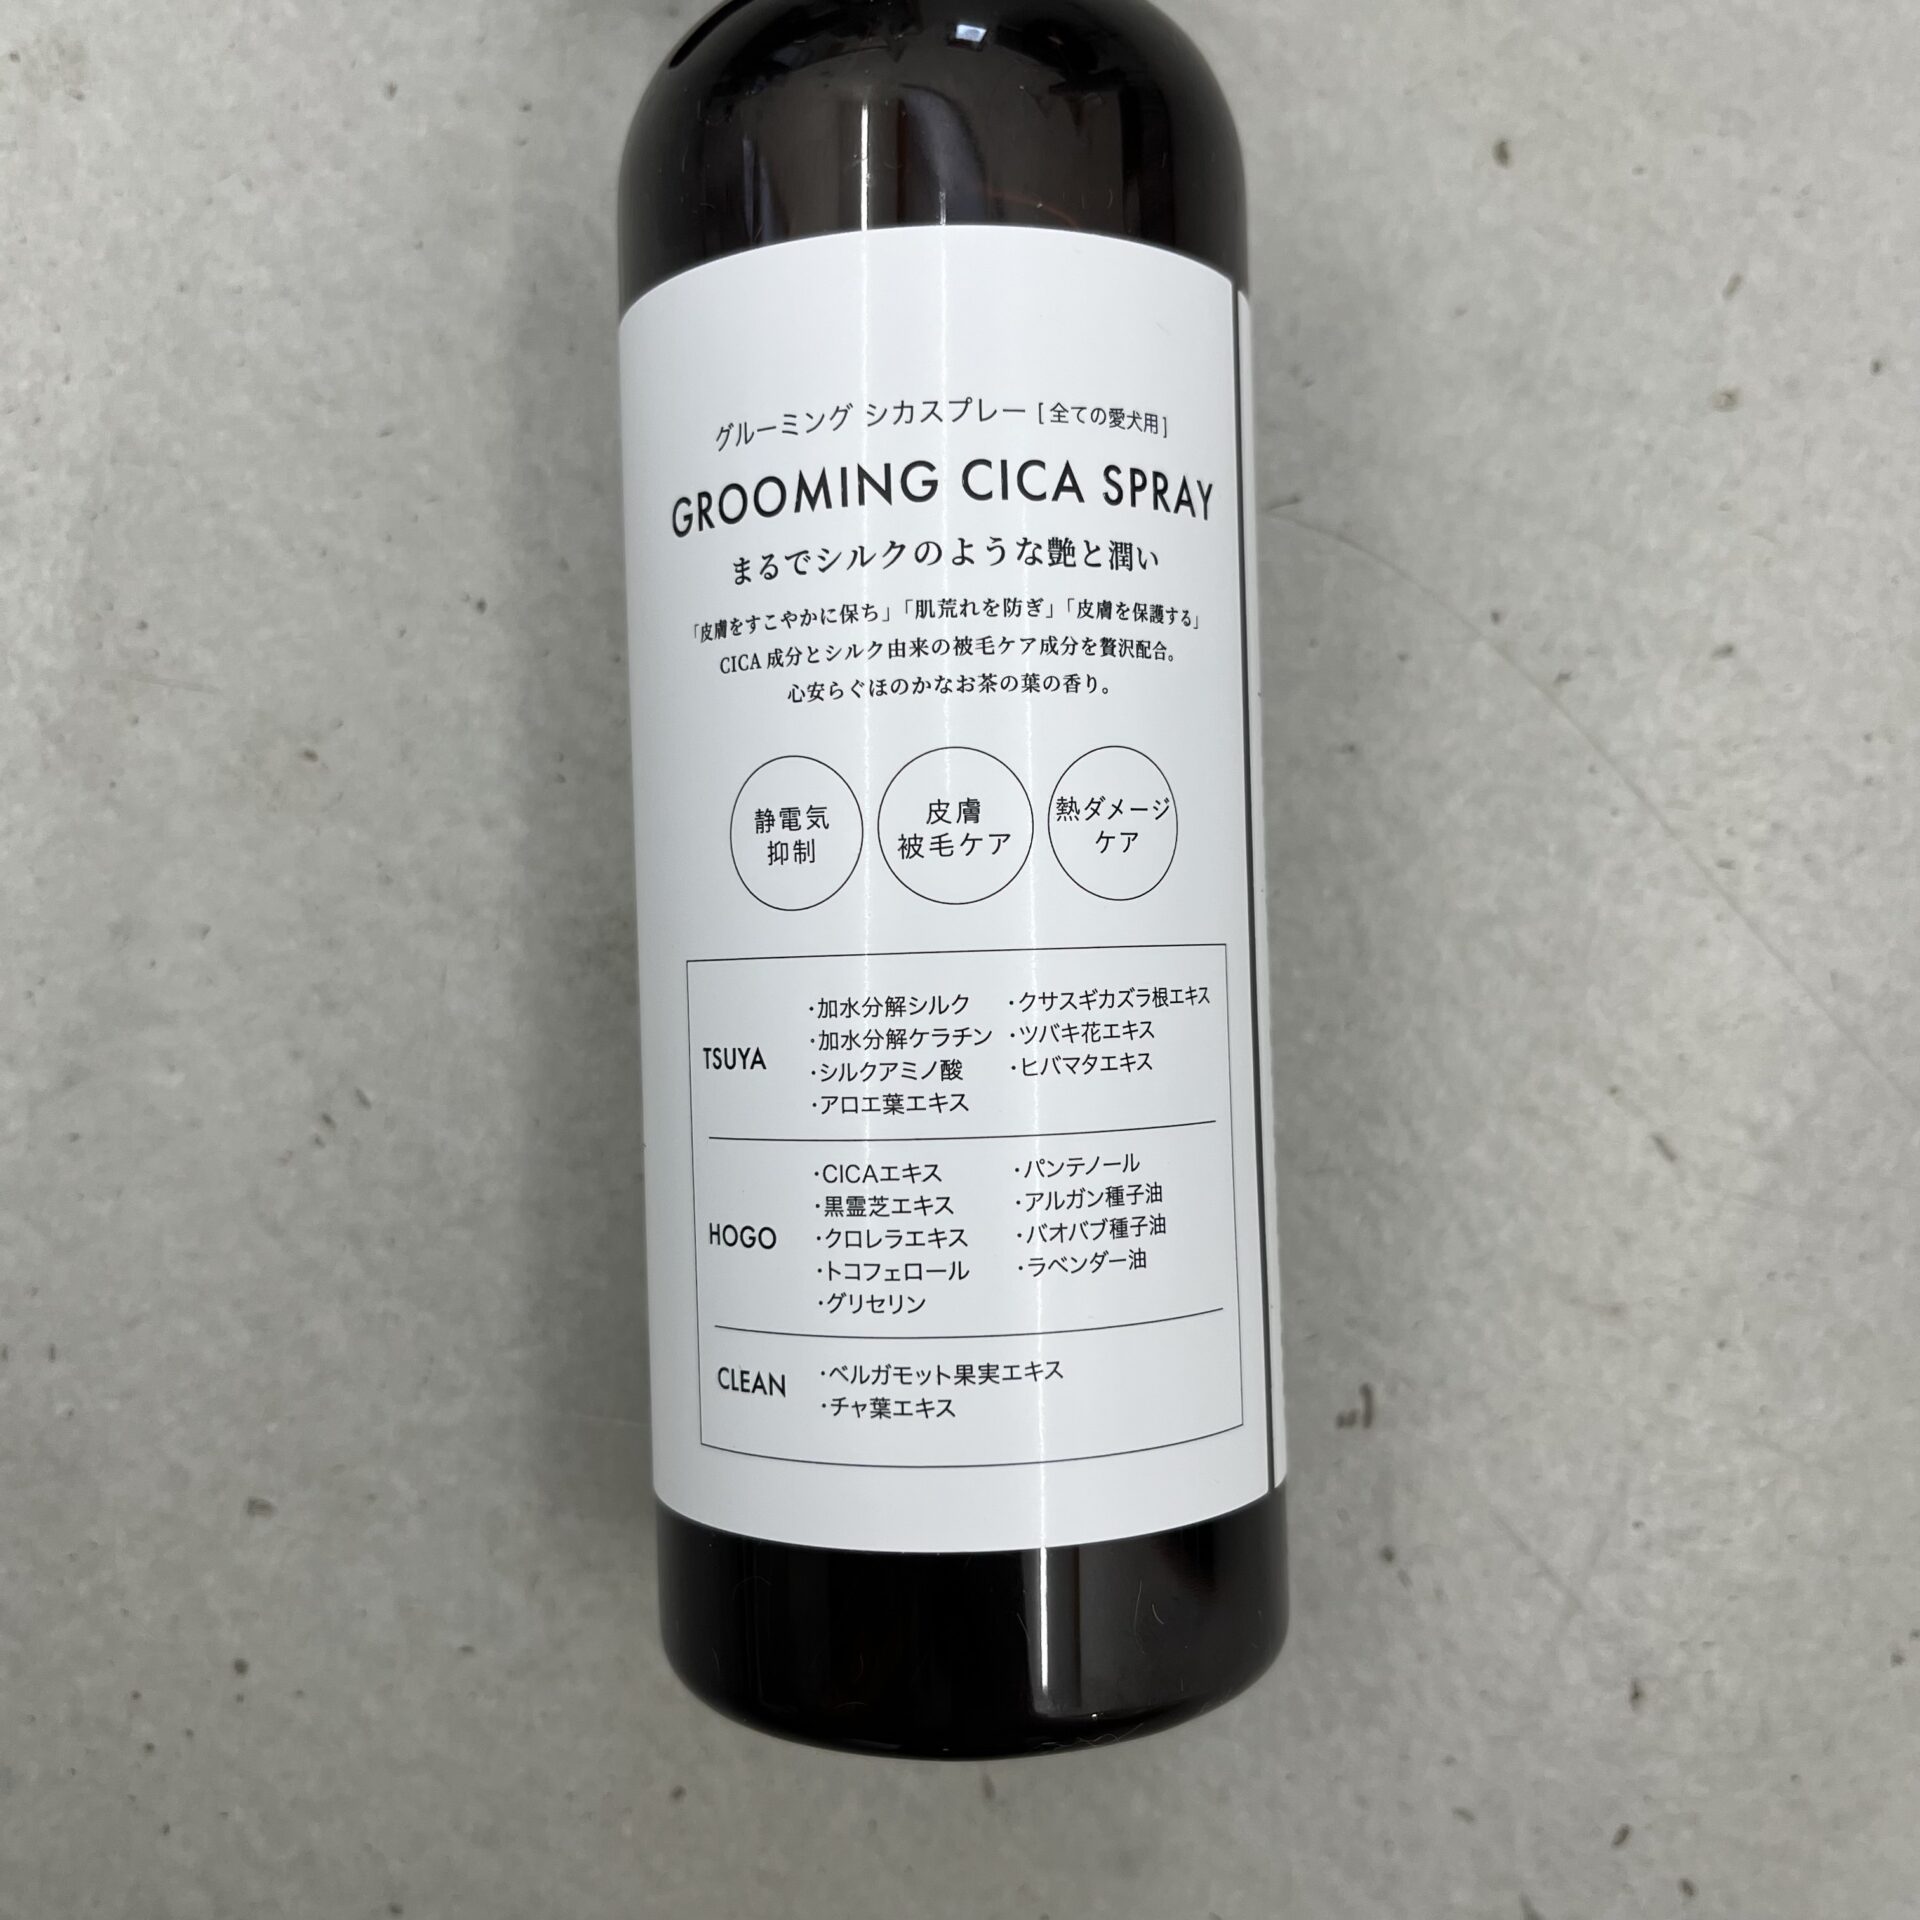 グルーミング シカスプレー [全ての愛犬用]
GROOMING CICA SPRAY
まるでシルクのような艶と潤い
「皮膚をすこやかに保ち」「肌荒れを防ぎ」「皮膚を保護する」
CICA 成分とシルク由来の被毛ケア成分を贅沢配合。
心安らぐほのかなお茶の葉の香り。
静電気
抑制
皮膚
被毛ケア
熱ダメージ
ケア
TSUYA
・加水分解シルク
・加水分解ケラチン
・シルクアミノ酸
・アロエ葉エキス
・クサスギカズラ根エキス
・ツバキ花エキス
・ヒバマタエキス
HOGO
・CICAエキス
・黒霊芝エキス
・クロレラエキス
・トコフェロール
・グリセリン
・パンテノール
・アルガン種子油
・バオバブ種子油
・ラベンダー油
CLEAN
・ベルガモット果実エキス
・チャ葉エキス